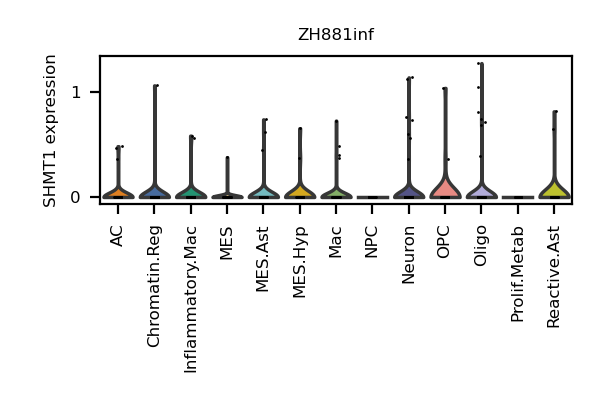 ZH881inf
SHMT1 expression
1
0
AC
Chromatin.Reg
Inflammatory.Mac
MES
MES.Ast
MES.Hyp
Mac
NPC
Neuron
OPC
Oligo
Prolif.Metab
Reactive.Ast